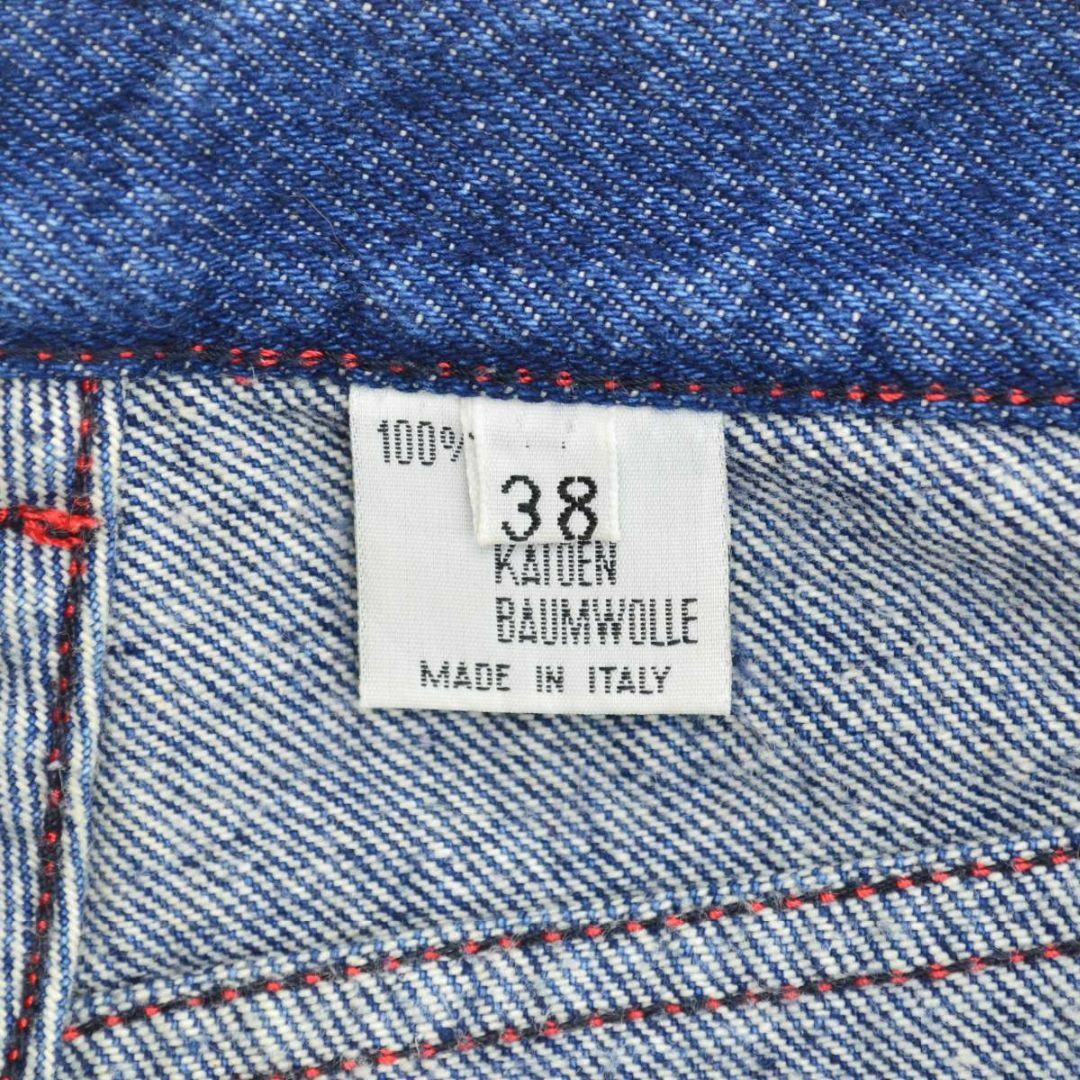 100%
38
KATOEN
BAUMWOLLE
MADE IN ITALY